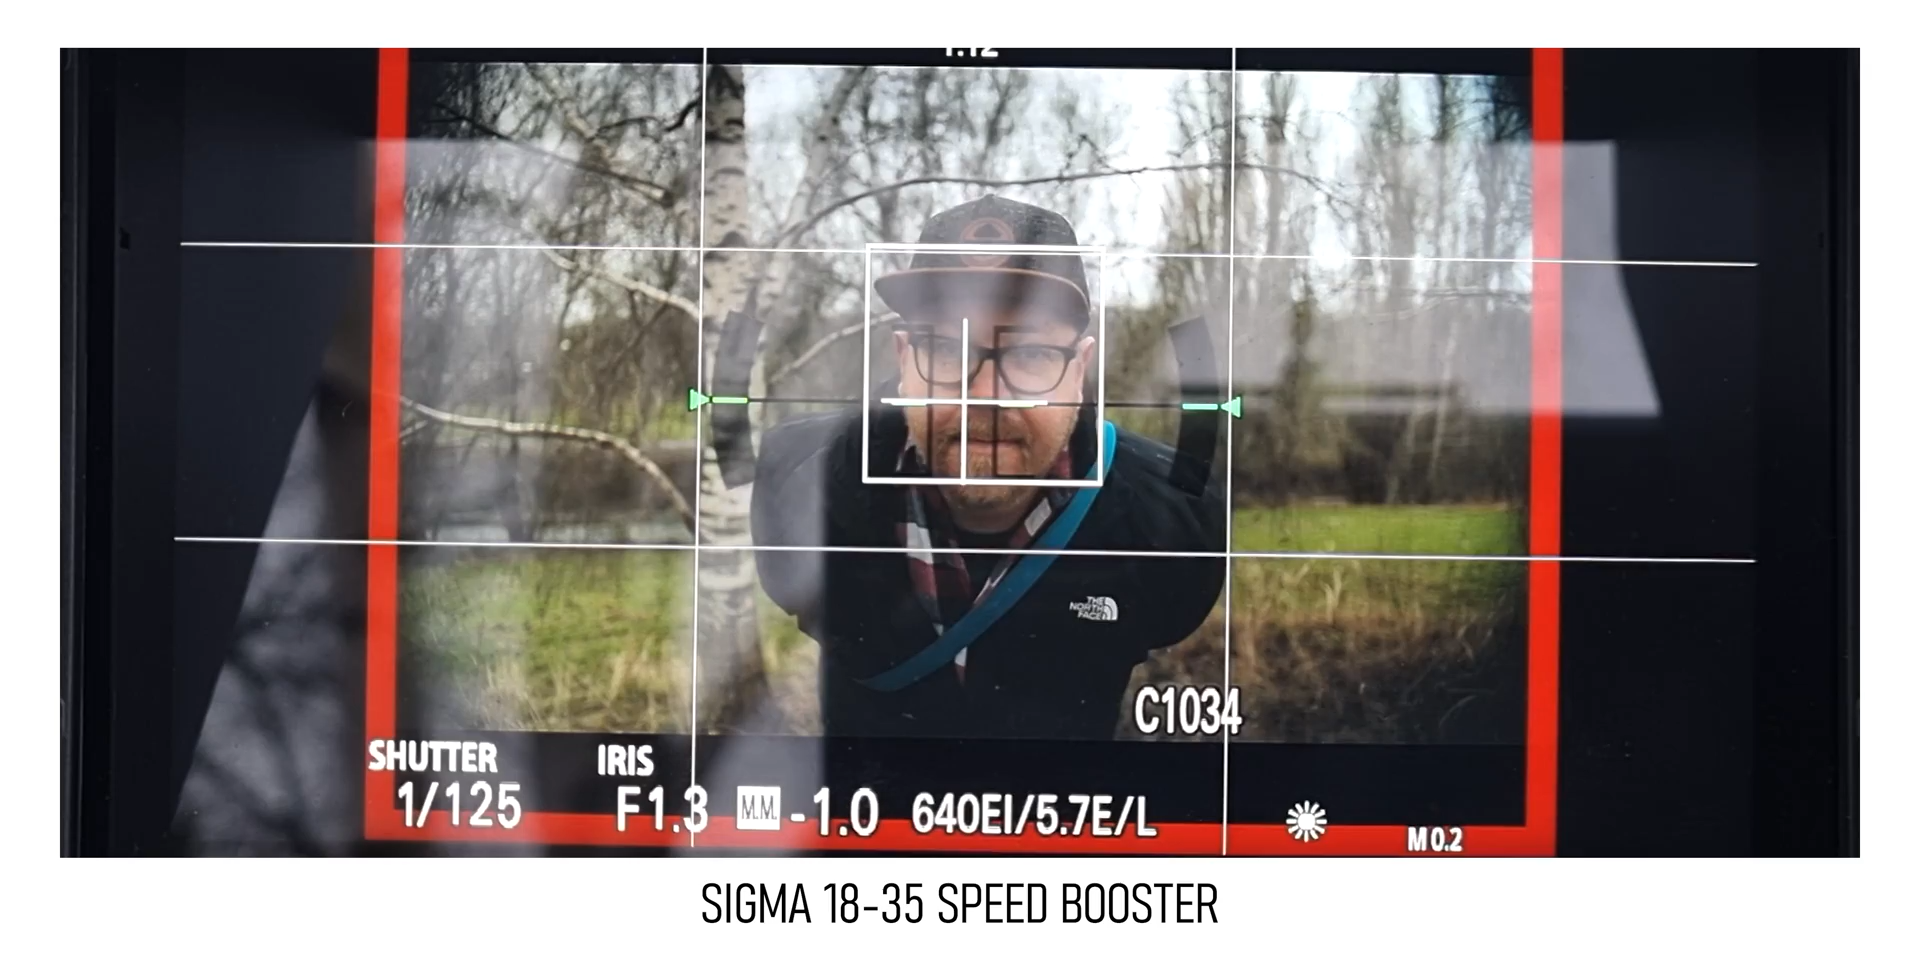 C1034
THE
NORTH
FACE
SHUTTER IRIS
1/125 F1.3 M.M. -1.0 640EI/5.7E/L M0.2
SIGMA 18-35 SPEED BOOSTER